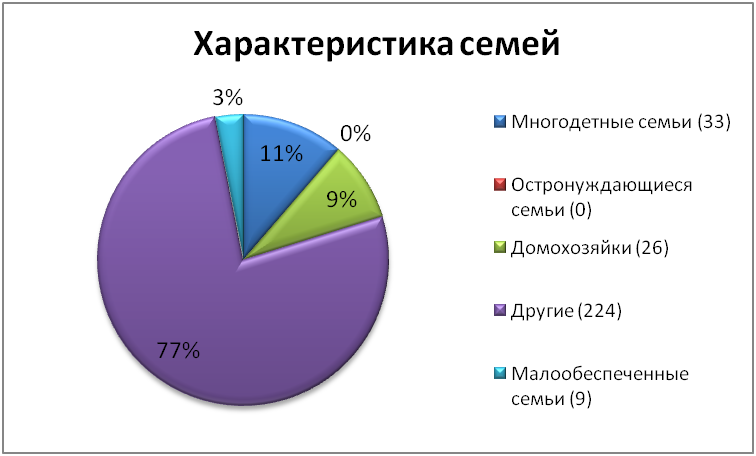 Характеристика семей
3%
0%
11%
9%
77%
Многодетные семьи (33)
Остронуждающиеся
семьи (0)
Домохозяйки (26)
Другие (224)
Малообеспеченные
семьи (9)